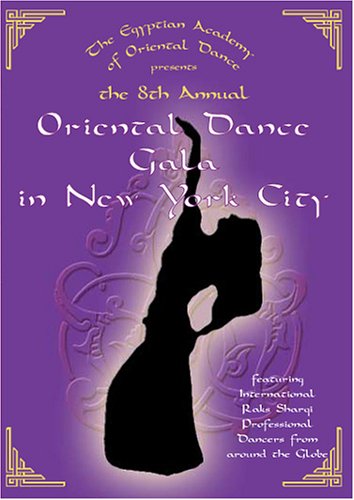 The Egyptian Academy
of Oriental Dance
presents
the 8th Annual
Oriental Dance
Gala
in New York City
featuring
International
Raks Sharqi
Professional
Dancers from
around the Globe